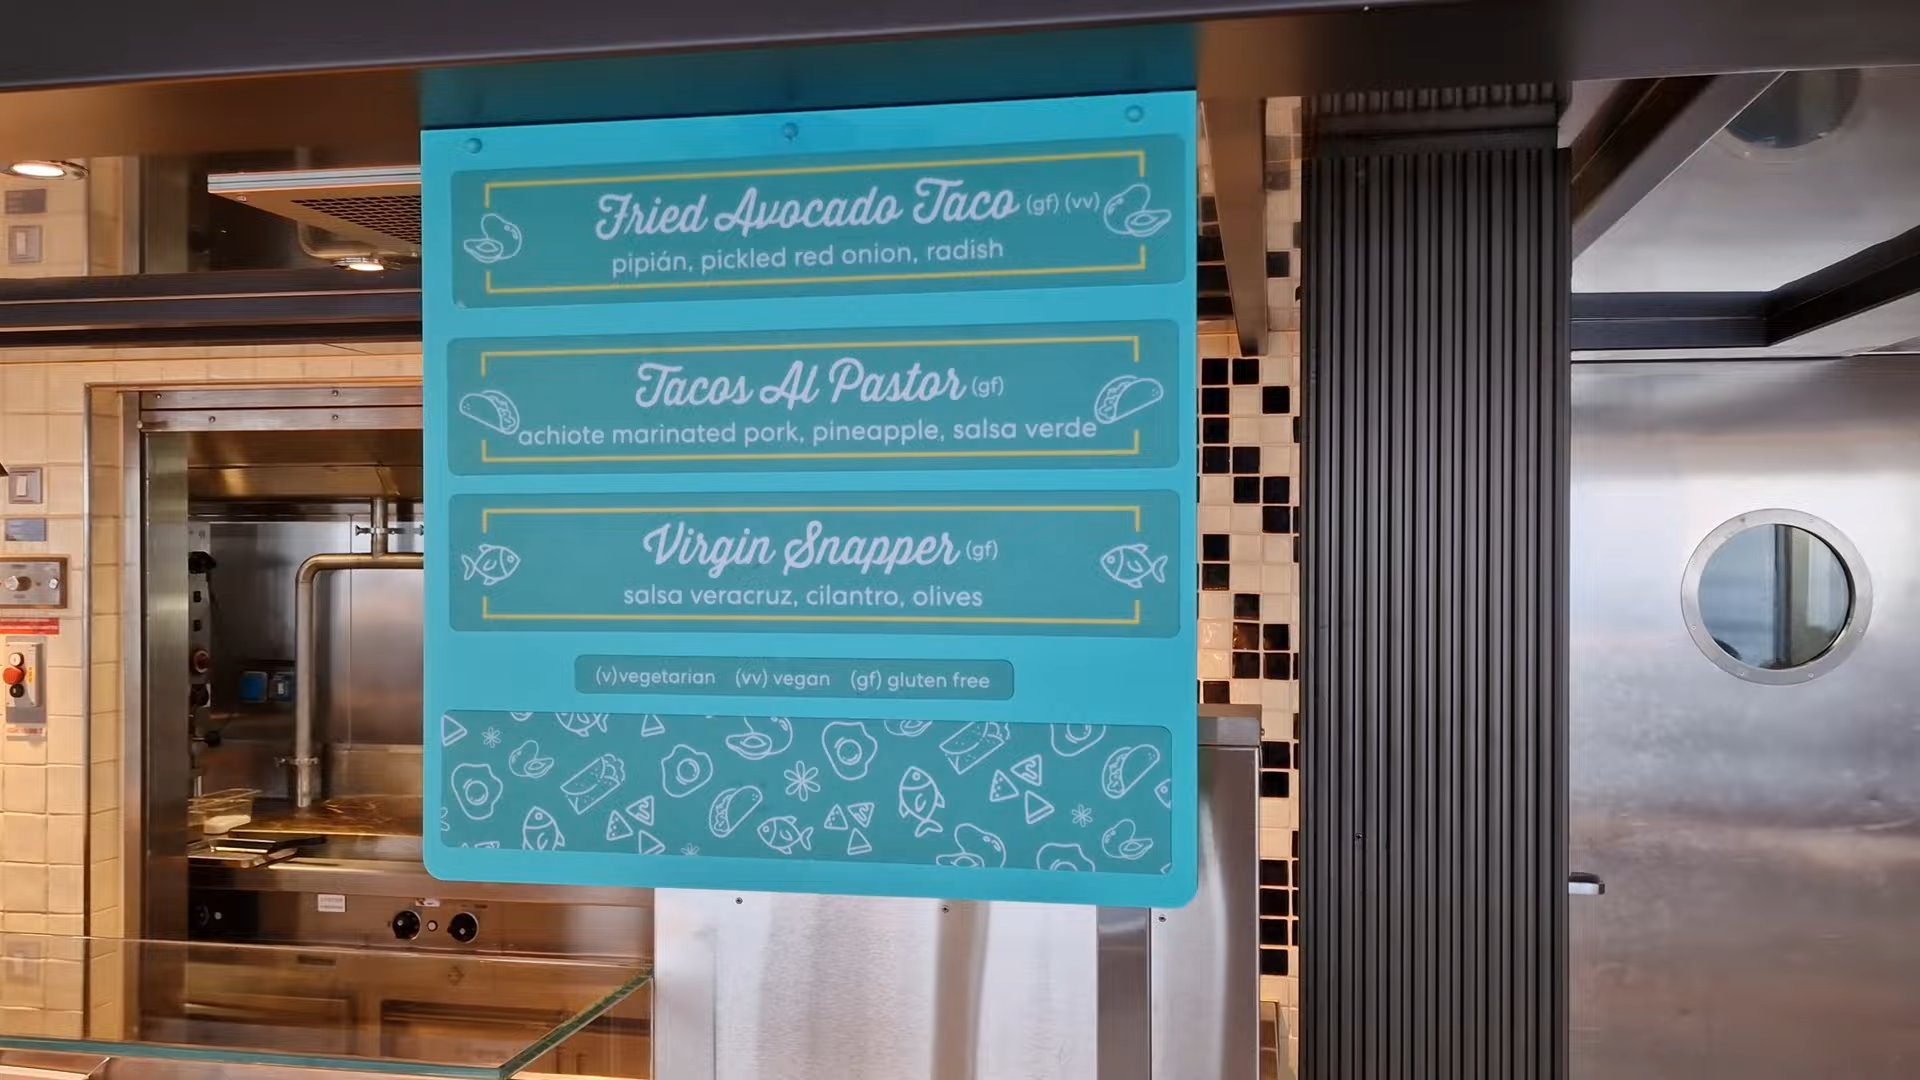 Fried Avocado Taco (gf) (vv)
pipián, pickled red onion, radish
Tacos Al Pastor (gf)
achiote marinated pork, pineapple, salsa verde
Virgin Snapper (gf)
salsa veracruz, cilantro, olives
(v)vegetarian (vv) vegan (gf) gluten free